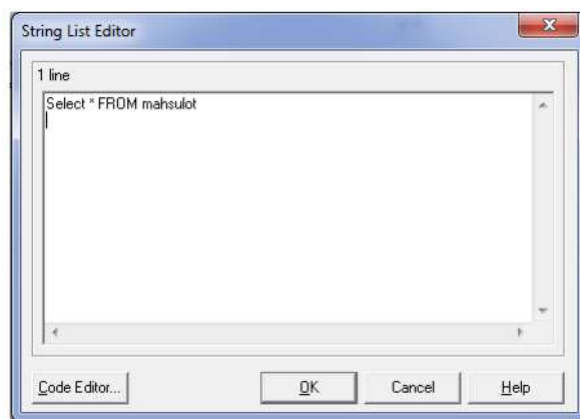 String List Editor
1 line
Select * FROM mahsulot
Code Editor...
OK
Cancel
Help